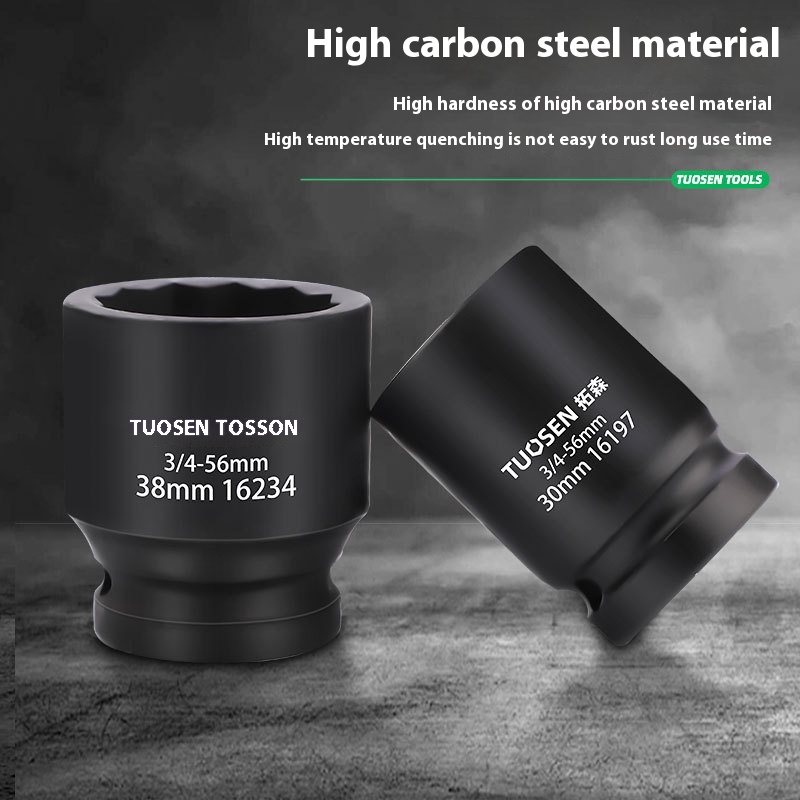 High carbon steel material
High hardness of high carbon steel material
High temperature quenching is not easy to rust long use time
TUOSEN TOOLS
TUOSEN TOSSON
3/4-56mm
38mm 16234
TUOSEN 拓森
3/4-56mm
30mm 16197